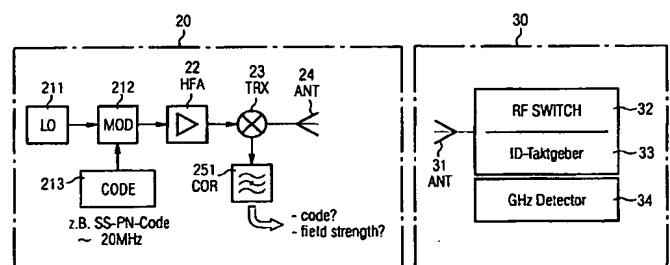 20
211
LO
212
MOD
22
HFA
23
TRX
24
ANT
213
CODE
z.B. SS-PN-Code
~ 20MHz
251
COR
- code?
- field strength?
30
31
ANT
RF SWITCH
32
ID-Taktgeber
33
GHz Detector
34